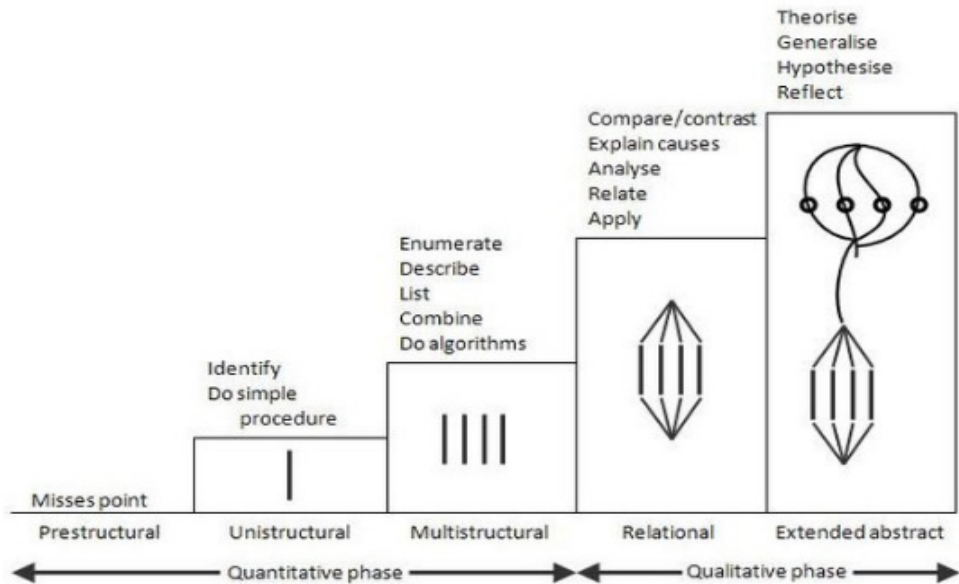 Theorise
Generalise
Hypothesise
Reflect
Compare/contrast
Explain causes
Analyse
Relate
Apply
Enumerate
Describe
List
Combine
Do algorithms
Identify
Do simple
procedure
Misses point
Prestructural
Unistructural
Multistructural
Relational
Extended abstract
Quantitative phase
Qualitative phase